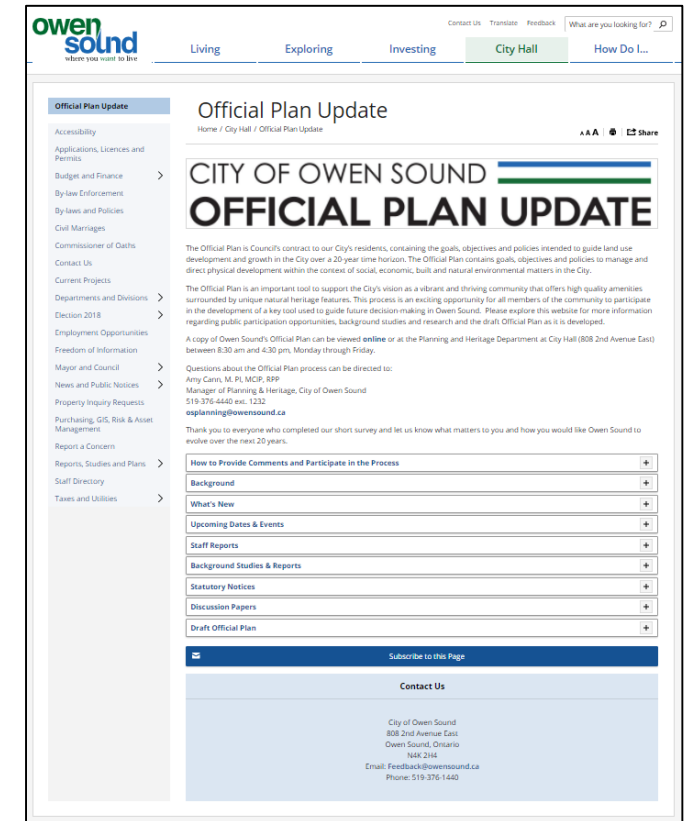 owen
sound
where you want to live
Contact Us Translate Feedback What are you looking for?
Living Exploring Investing City Hall How Do I...
Official Plan Update
Accessibility
Applications, Licences and
Permits
Budget and Finance
By-law Enforcement
By-laws and Policies
Civil Marriages
Commissioner of Oaths
Contact Us
Current Projects
Departments and Divisions
Election 2018
Employment Opportunities
Freedom of Information
Mayor and Council
News and Public Notices
Property Inquiry Requests
Purchasing, GIS, Risk & Asset
Management
Report a Concern
Reports, Studies and Plans
Staff Directory
Taxes and Utilities
Official Plan Update
Home / City Hall / Official Plan Update
A A A Share
CITY OF OWEN SOUND
OFFICIAL PLAN UPDATE
The Official Plan is Council's contract to our City's residents, containing the goals, objectives and policies intended to guide land use
development and growth in the City over a 20-year time horizon. The Official Plan contains goals, objectives and policies to manage and
direct physical development within the context of social, economic, built and natural environmental matters in the City.
The Official Plan is an important tool to support the City's vision as a vibrant and thriving community that offers high quality amenities
surrounded by unique natural heritage features. This process is an exciting opportunity for all members of the community to participate
in the development of a key tool used to guide future decision-making in Owen Sound. Please explore this website for more information
regarding public participation opportunities, background studies and research and the draft Official Plan as it is developed.
A copy of Owen Sound's Official Plan can be viewed online or at the Planning and Heritage Department at City Hall (808 2nd Avenue East)
between 8:30 am and 4:30 pm, Monday through Friday.
Questions about the Official Plan process can be directed to:
Amy Cann, M. Pl, MCIP, RPP
Manager of Planning & Heritage, City of Owen Sound
519-376-4440 ext. 1232
osplanning@owensound.ca
Thank you to everyone who completed our short survey and let us know what matters to you and how you would like Owen Sound to
evolve over the next 20 years.
How to Provide Comments and Participate in the Process
Background
What's New
Upcoming Dates & Events
Staff Reports
Background Studies & Reports
Statutory Notices
Discussion Papers
Draft Official Plan
Subscribe to this Page
Contact Us
City of Owen Sound
808 2nd Avenue East
Owen Sound, Ontario
N4K 2H4
Email: Feedback@owensound.ca
Phone: 519-376-1440